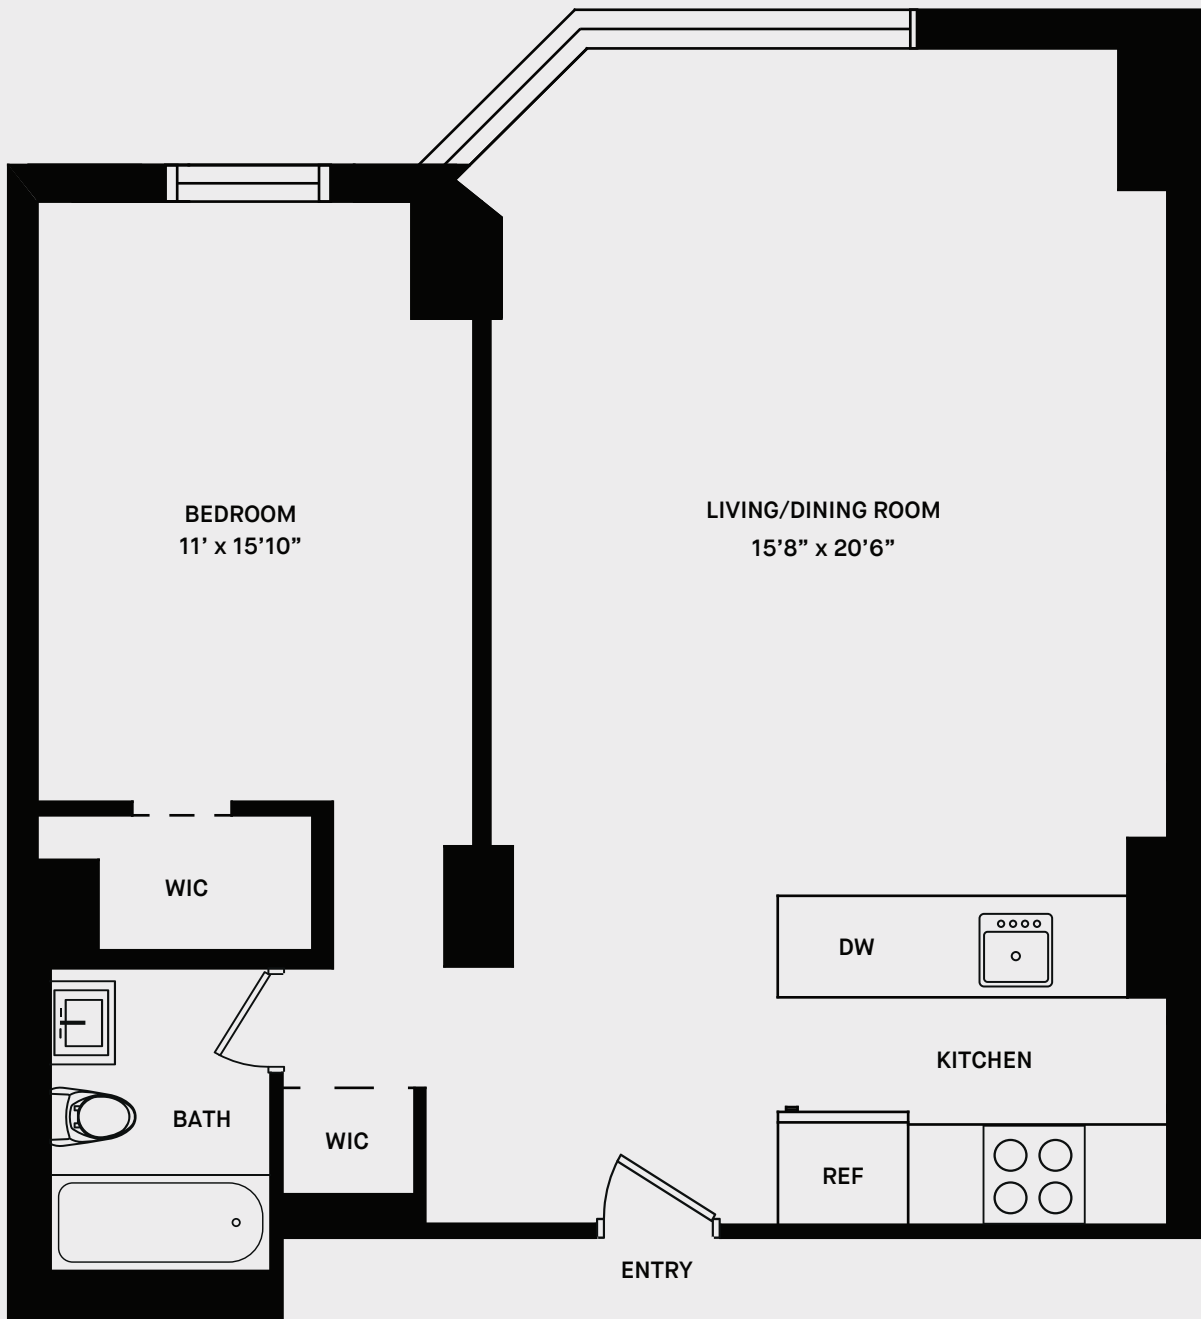 BEDROOM
11’ x 15’10”
LIVING/DINING ROOM
15’8” x 20’6”
WIC
DW
KITCHEN
BATH
WIC
REF
ENTRY